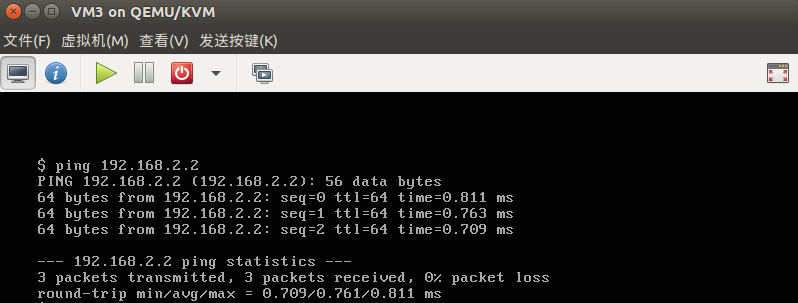 VM3 on QEMU/KVM
文件(F) 虚拟机(M) 查看(V) 发送按键(K)
$ ping 192.168.2.2
PING 192.168.2.2 (192.168.2.2): 56 data bytes
64 bytes from 192.168.2.2: seq=0 ttl=64 time=0.811 ms
64 bytes from 192.168.2.2: seq=1 ttl=64 time=0.763 ms
64 bytes from 192.168.2.2: seq=2 ttl=64 time=0.709 ms
--- 192.168.2.2 ping statistics ---
3 packets transmitted, 3 packets received, 0% packet loss
round-trip min/avg/max = 0.709/0.761/0.811 ms